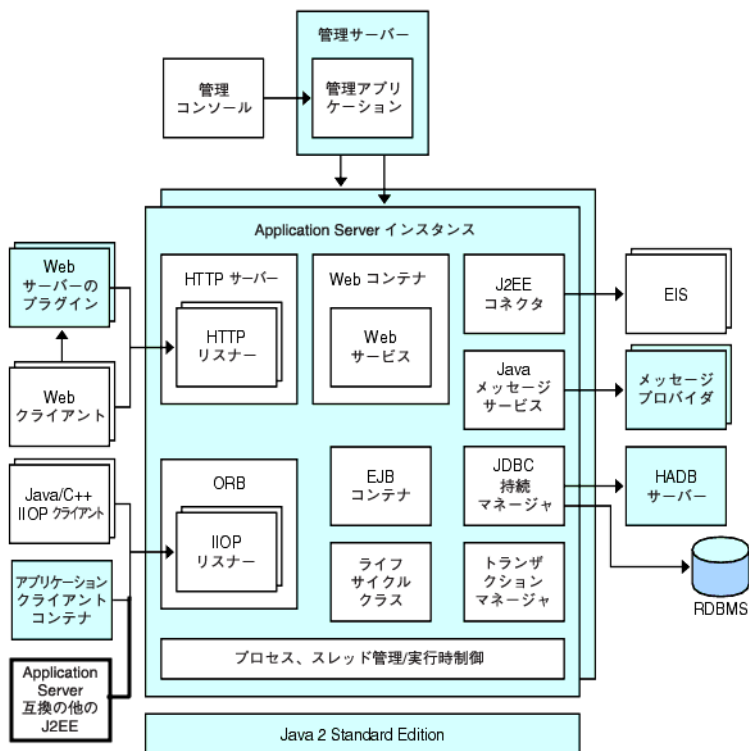 管理サーバー
管理
コンソール
管理アプリ
ケーション
Application Server インスタンス
Web
サーバーの
プラグイン
HTTP サーバー
HTTP
リスナー
Web コンテナ
Web
サービス
J2EE
コネクタ
EIS
Web
クライアント
Java
メッセージ
サービス
メッセージ
プロバイダ
Java/C++
IIOP クライアント
ORB
IIOP
リスナー
EJB
コンテナ
JDBC
持続
マネージャ
HADB
サーバー
アプリケーション
クライアント
コンテナ
ライフ
サイクル
クラス
トランザ
クション
マネージャ
RDBMS
Application
Server
互換の他の
J2EE
プロセス、スレッド管理/実行時制御
Java 2 Standard Edition